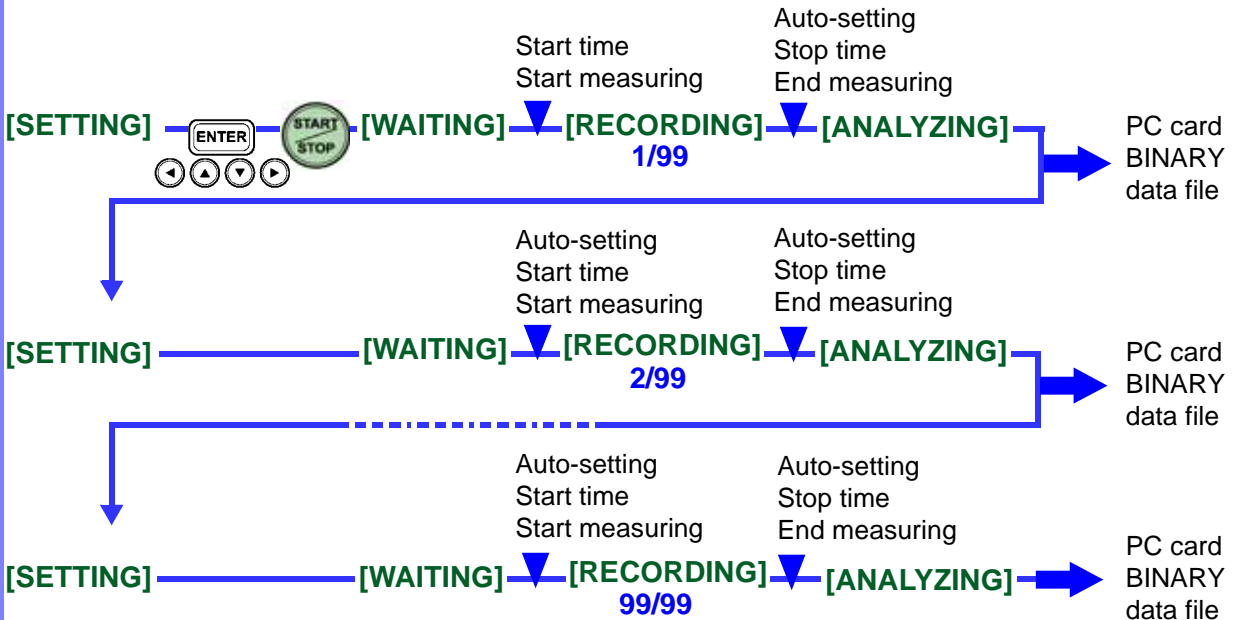 Start time
Start measuring
Auto-setting
Stop time
End measuring
[SETTING]
ENTER
START
STOP
[WAITING]
[RECORDING]
1/99
[ANALYZING]
PC card
BINARY
data file
Auto-setting
Start time
Start measuring
Auto-setting
Stop time
End measuring
[SETTING]
[WAITING]
[RECORDING]
2/99
[ANALYZING]
PC card
BINARY
data file
Auto-setting
Start time
Start measuring
Auto-setting
Stop time
End measuring
[SETTING]
[WAITING]
[RECORDING]
99/99
[ANALYZING]
PC card
BINARY
data file